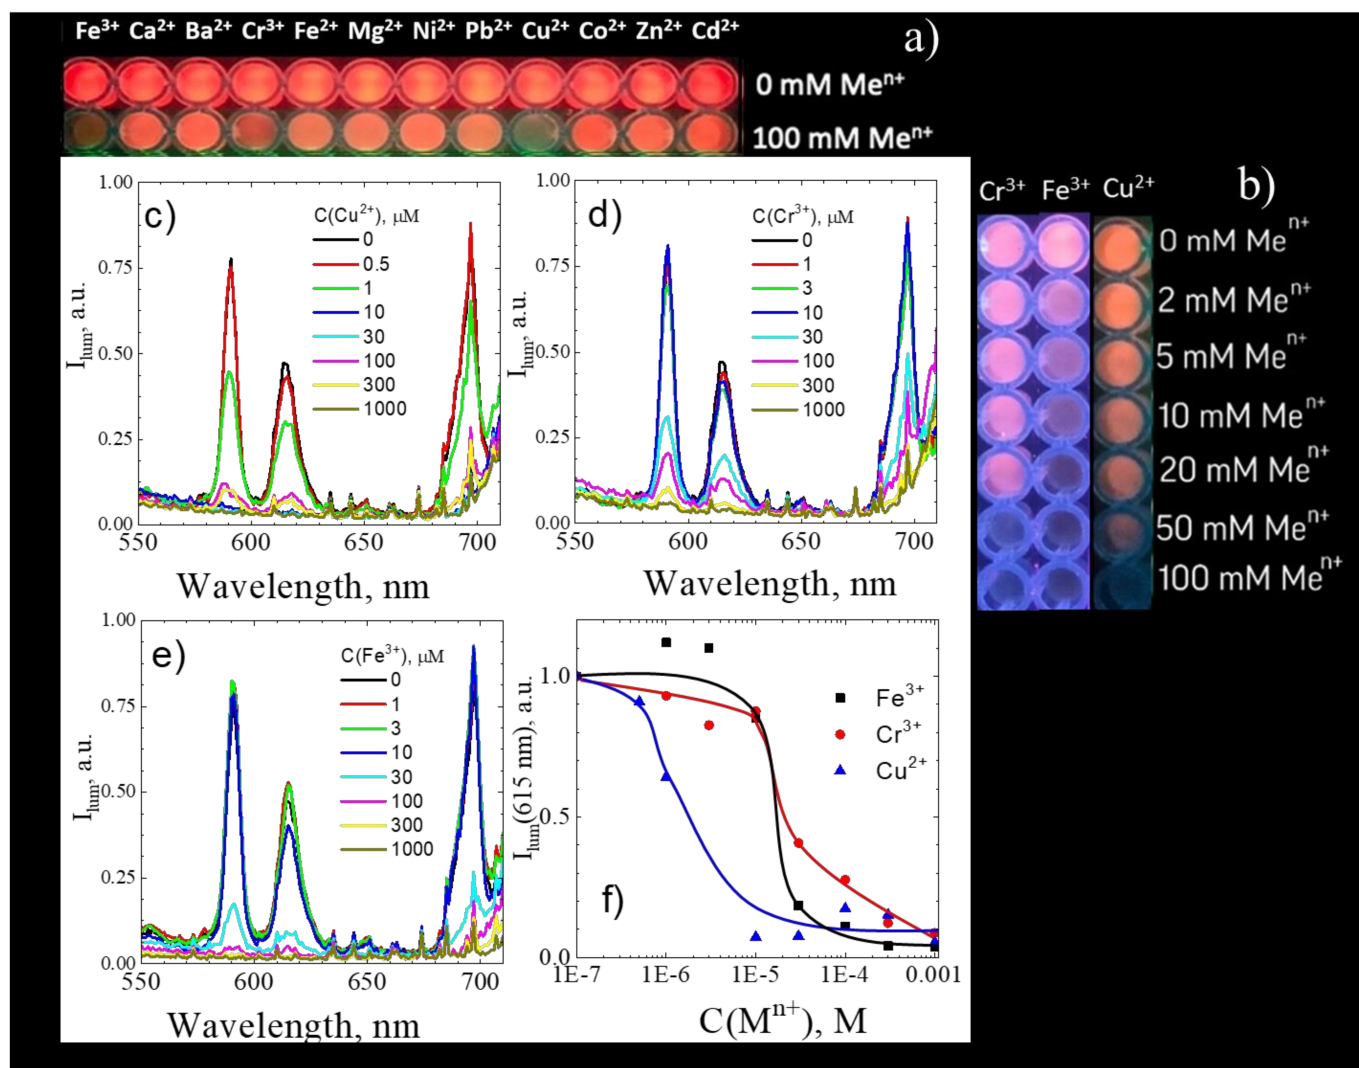 Fe³⁺ Ca²⁺ Ba²⁺ Cr³⁺ Fe²⁺ Mg²⁺ Ni²⁺ Pb²⁺ Cu²⁺ Co²⁺ Zn²⁺ Cd²⁺
a)
0 mM Meⁿ⁺
100 mM Meⁿ⁺
b)
Cr³⁺ Fe³⁺ Cu²⁺
0 mM Meⁿ⁺
2 mM Meⁿ⁺
5 mM Meⁿ⁺
10 mM Meⁿ⁺
20 mM Meⁿ⁺
50 mM Meⁿ⁺
100 mM Meⁿ⁺
c)
C(Cu²⁺), μM
0
0.5
1
10
30
100
300
1000
1.00
0.75
0.50
0.25
0.00
I_lum, a.u.
550 600 650 700
Wavelength, nm
d)
C(Cr³⁺), μM
0
1
3
10
30
100
300
1000
1.00
0.75
0.50
0.25
0.00
I_lum, a.u.
550 600 650 700
Wavelength, nm
e)
C(Fe³⁺), μM
0
1
3
10
30
100
300
1000
1.00
0.75
0.50
0.25
0.00
I_lum, a.u.
550 600 650 700
Wavelength, nm
f)
Fe³⁺
Cr³⁺
Cu²⁺
1.0
0.5
0.0
I_lum(615 nm), a.u.
1E-7 1E-6 1E-5 1E-4 0.001
C(Mⁿ⁺), M